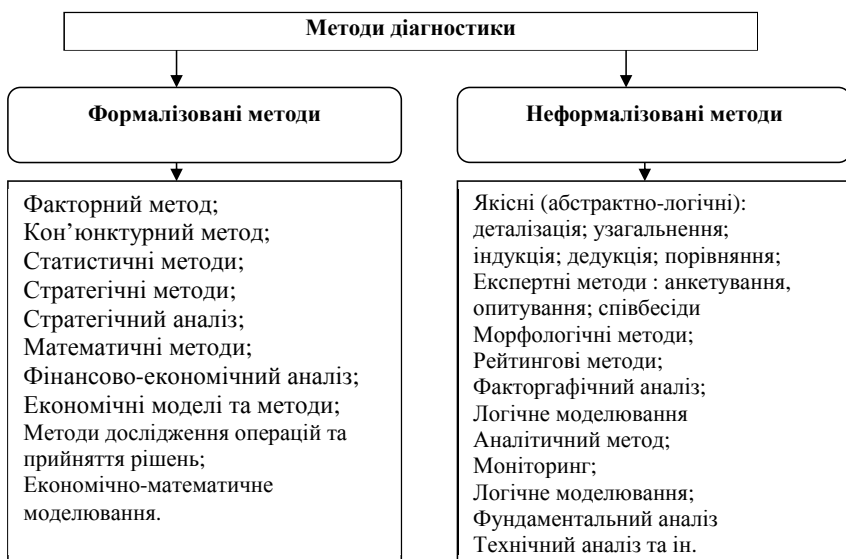 Методи діагностики
Формалізовані методи
Неформалізовані методи
Факторний метод;
Кон’юнктурний метод;
Статистичні методи;
Стратегічні методи;
Стратегічний аналіз;
Математичні методи;
Фінансово-економічний аналіз;
Економічні моделі та методи;
Методи дослідження операцій та
прийняття рішень;
Економічно-математичне
моделювання.
Якісні (абстрактно-логічні):
деталізація; узагальнення;
індукція; дедукція; порівняння;
Експертні методи : анкетування,
опитування; співбесіди
Морфологічні методи;
Рейтингові методи;
Факторгафічний аналіз;
Логічне моделювання
Аналітичний метод;
Моніторинг;
Логічне моделювання;
Фундаментальний аналіз
Технічний аналіз та ін.